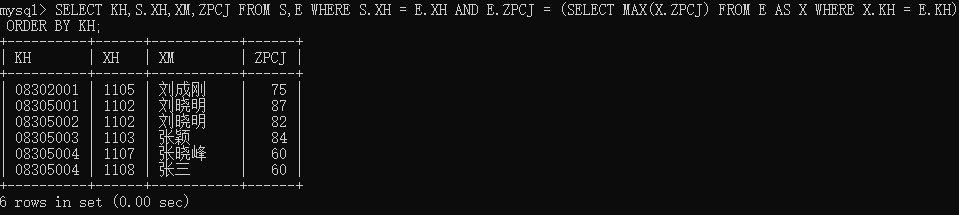 mysql> SELECT KH,S.XH,XM,ZPCJ FROM S,E WHERE S.XH = E.XH AND E.ZPCJ = (SELECT MAX(X.ZPCJ) FROM E AS X WHERE X.KH = E.KH)
 ORDER BY KH;
+----------+------+-----------+------+
| KH       | XH   | XM        | ZPCJ |
+----------+------+-----------+------+
| 08302001 | 1105 | 刘成刚    |   75 |
| 08305001 | 1102 | 刘晓明    |   87 |
| 08305002 | 1102 | 刘晓明    |   82 |
| 08305003 | 1103 | 张颖      |   84 |
| 08305004 | 1107 | 张晓峰    |   60 |
| 08305004 | 1108 | 张三      |   60 |
+----------+------+-----------+------+
6 rows in set (0.00 sec)